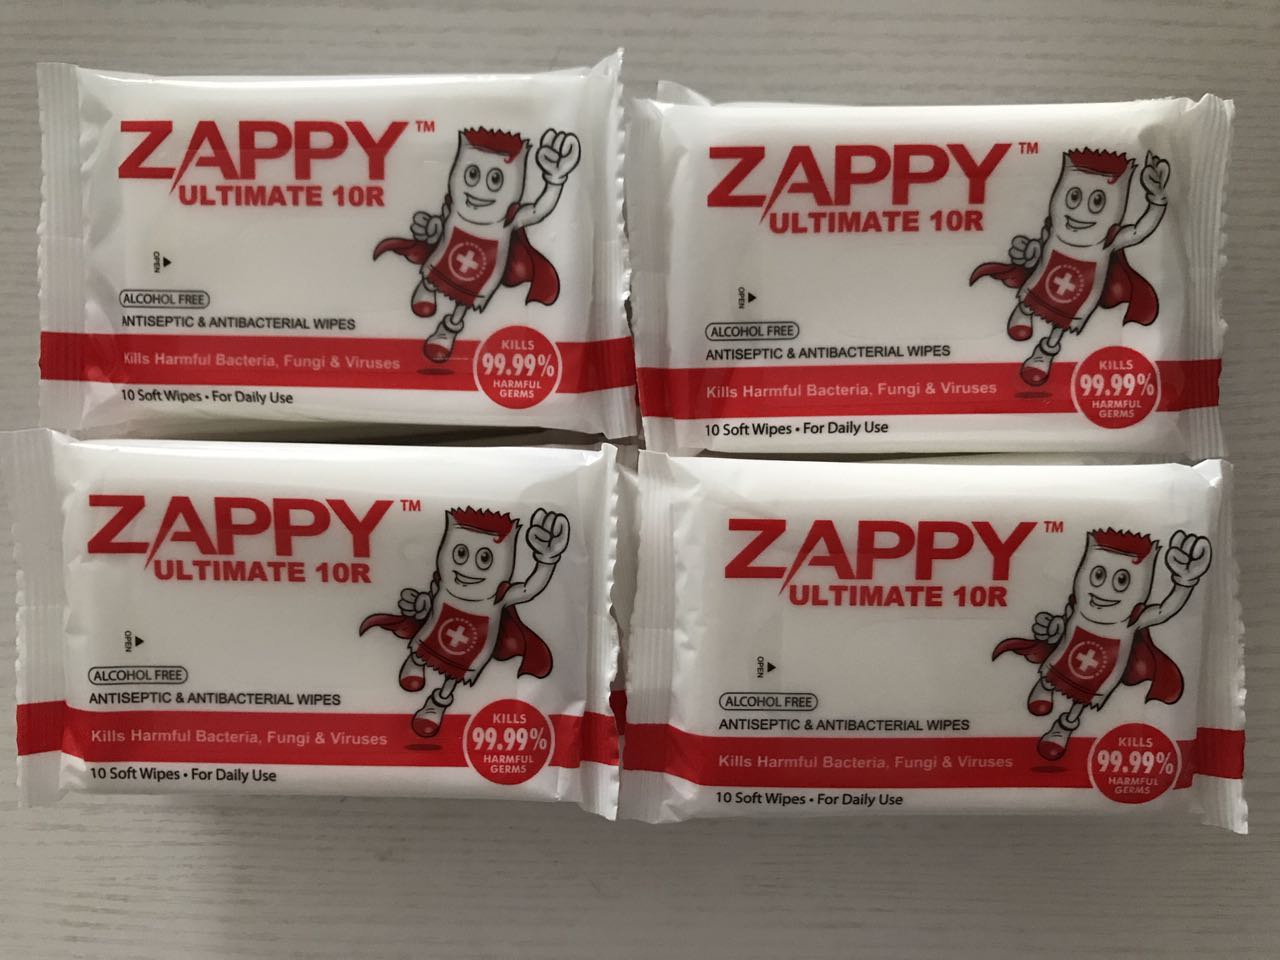 ZAPPY™
ULTIMATE 10R
OPEN
ALCOHOL FREE
ANTISEPTIC & ANTIBACTERIAL WIPES
Kills Harmful Bacteria, Fungi & Viruses
10 Soft Wipes • For Daily Use
KILLS
99.99%
HARMFUL
GERMS
ZAPPY™
ULTIMATE 10R
OPEN
ALCOHOL FREE
ANTISEPTIC & ANTIBACTERIAL WIPES
Kills Harmful Bacteria, Fungi & Viruses
10 Soft Wipes • For Daily Use
KILLS
99.99%
HARMFUL
GERMS
ZAPPY™
ULTIMATE 10R
OPEN
ALCOHOL FREE
ANTISEPTIC & ANTIBACTERIAL WIPES
Kills Harmful Bacteria, Fungi & Viruses
10 Soft Wipes • For Daily Use
KILLS
99.99%
HARMFUL
GERMS
ZAPPY™
ULTIMATE 10R
OPEN
ALCOHOL FREE
ANTISEPTIC & ANTIBACTERIAL WIPES
Kills Harmful Bacteria, Fungi & Viruses
10 Soft Wipes • For Daily Use
KILLS
99.99%
HARMFUL
GERMS